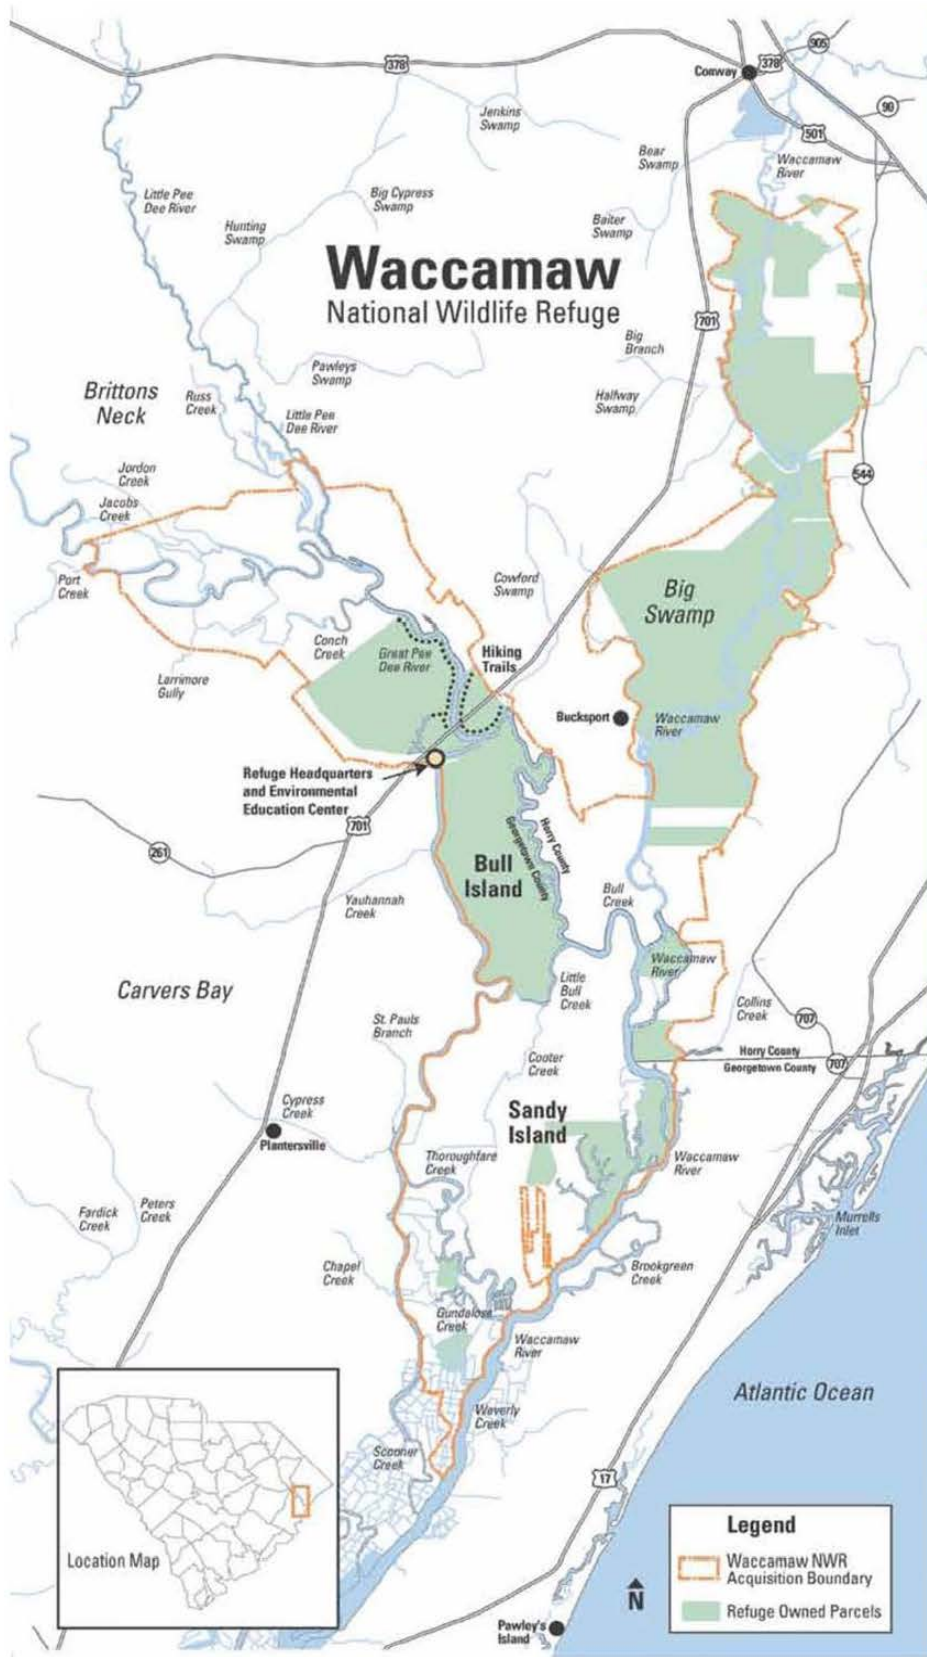 378
Conway
378
905
90
501
Jenkins
Swamp
Bear
Swamp
Waccamaw
River
Little Pee
Dee River
Big Cypress
Swamp
Hunting
Swamp
Baiter
Swamp
Waccamaw
National Wildlife Refuge
701
Big
Branch
Pawleys
Swamp
Brittons
Neck
Russ
Creek
Halfway
Swamp
Little Pee
Dee River
544
Jordon
Creek
Jacobs
Creek
Port
Creek
Cowford
Swamp
Big
Swamp
Conch
Creek
Great Pee
Dee River
Hiking
Trails
Larrimore
Gully
Bucksport
Waccamaw
River
Refuge Headquarters
and Environmental
Education Center
701
261
Horry County
Georgetown County
Bull
Island
Bull
Creek
Yauhannah
Creek
Waccamaw
River
Carvers Bay
Little
Bull
Creek
Collins
Creek
707
St. Pauls
Branch
Horry County
Georgetown County
707
Cooter
Creek
Cypress
Creek
Sandy
Island
Plantersville
Thoroughfare
Creek
Waccamaw
River
Fardick
Creek
Peters
Creek
Murrells
Inlet
Chapel
Creek
Brookgreen
Creek
Gundalose
Creek
Waccamaw
River
Atlantic Ocean
Waverly
Creek
Scooner
Creek
17
Location Map
Legend
Waccamaw NWR
Acquisition Boundary
Refuge Owned Parcels
N
Pawley's
Island